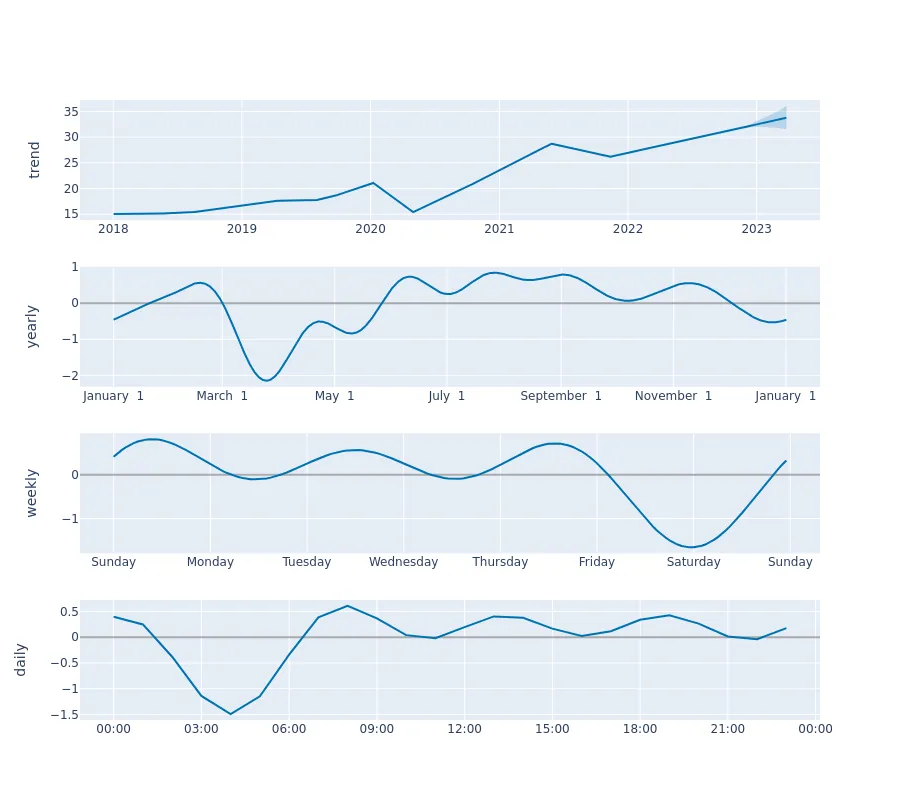 trend
35
30
25
20
15
2018 2019 2020 2021 2022 2023
yearly
1
0
−1
−2
January 1 March 1 May 1 July 1 September 1 November 1 January 1
weekly
0
−1
Sunday Monday Tuesday Wednesday Thursday Friday Saturday Sunday
daily
0.5
0
−0.5
−1
−1.5
00:00 03:00 06:00 09:00 12:00 15:00 18:00 21:00 00:00